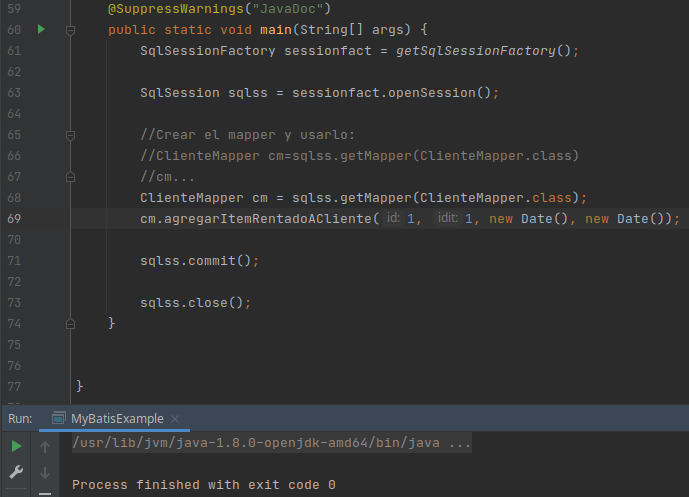 59 @SuppressWarnings("JavaDoc")
60 public static void main(String[] args) {
61 SqlSessionFactory sessionfact = getSqlSessionFactory();
62
63 SqlSession sqlss = sessionfact.openSession();
64
65 //Crear el mapper y usarlo:
66 //ClienteMapper cm=sqlss.getMapper(ClienteMapper.class)
67 //cm...
68 ClienteMapper cm = sqlss.getMapper(ClienteMapper.class);
69 cm.agregarItemRentadoACliente( id: 1, idit: 1, new Date(), new Date());
70
71 sqlss.commit();
72
73 sqlss.close();
74 }
75
76
77 }
Run: MyBatisExample ×
/usr/lib/jvm/java-1.8.0-openjdk-amd64/bin/java ...
Process finished with exit code 0